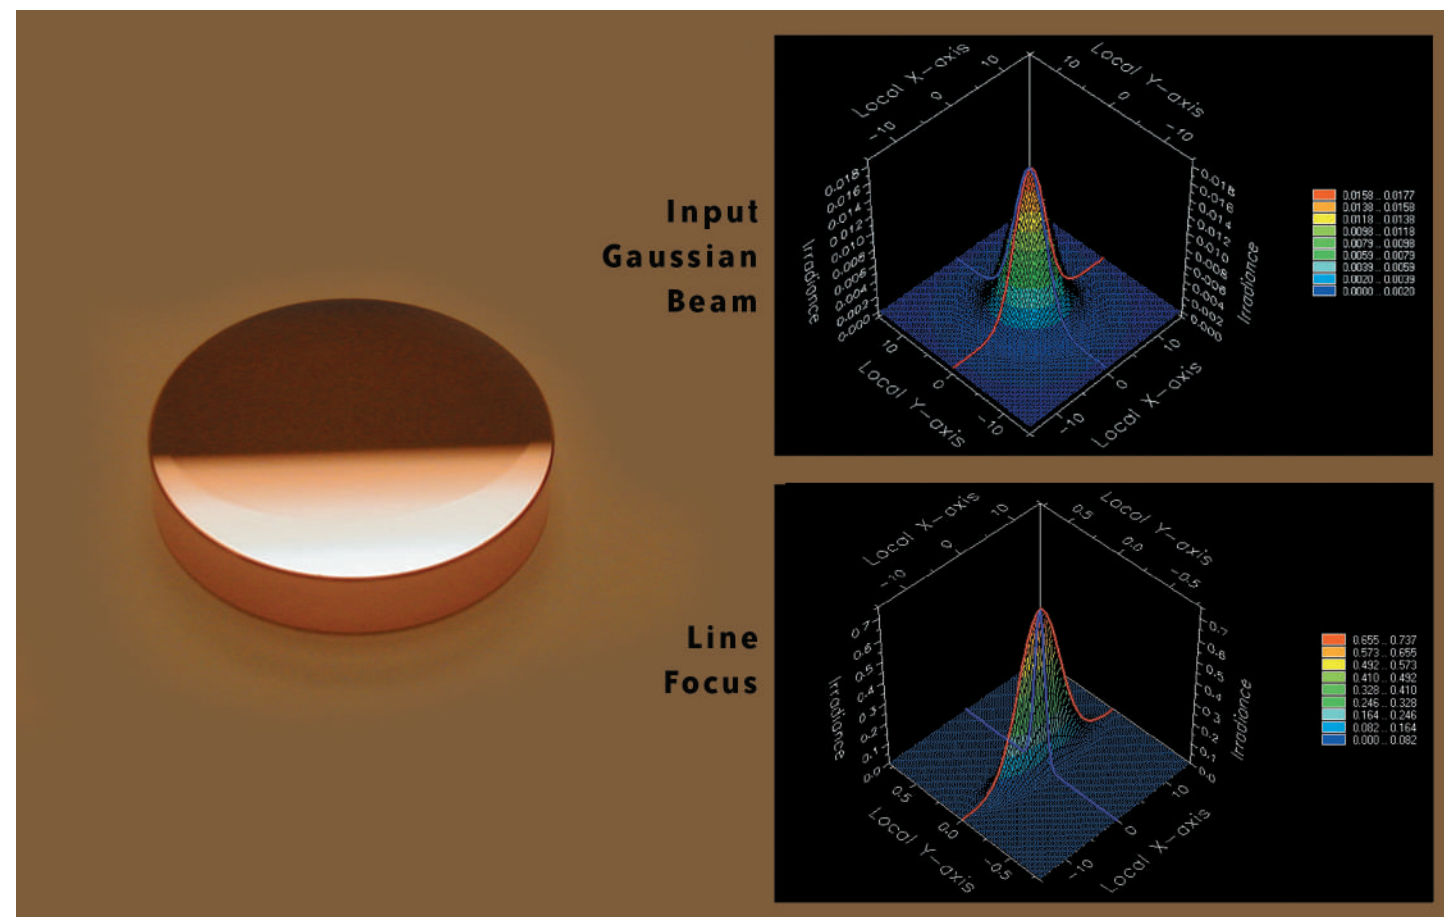 Input
Gaussian
Beam
Local X-axis
-10 0 10
Local Y-axis
10 0 -10
Irradiance
0.018
0.016
0.014
0.012
0.010
0.008
0.006
0.004
0.002
0.000
0.018
0.016
0.014
0.012
0.010
0.008
0.006
0.004
0.002
0.000
Irradiance
10 0 -10
Local Y-axis
-10 0 10
Local X-axis
0.0158 .. 0.0177
0.0138 .. 0.0158
0.0118 .. 0.0138
0.0098 .. 0.0118
0.0079 .. 0.0098
0.0059 .. 0.0079
0.0039 .. 0.0059
0.0020 .. 0.0039
0.0000 .. 0.0020
Line
Focus
Local X-axis
-10 0 10
Local Y-axis
0.5 0.0 -0.5
Irradiance
0.7
0.6
0.5
0.4
0.3
0.2
0.1
0.0
0.7
0.6
0.5
0.4
0.3
0.2
0.1
0.0
Irradiance
0.5 0.0 -0.5
Local Y-axis
-10 0 10
Local X-axis
0.655 .. 0.737
0.573 .. 0.655
0.492 .. 0.573
0.410 .. 0.492
0.328 .. 0.410
0.246 .. 0.328
0.164 .. 0.246
0.082 .. 0.164
0.000 .. 0.082